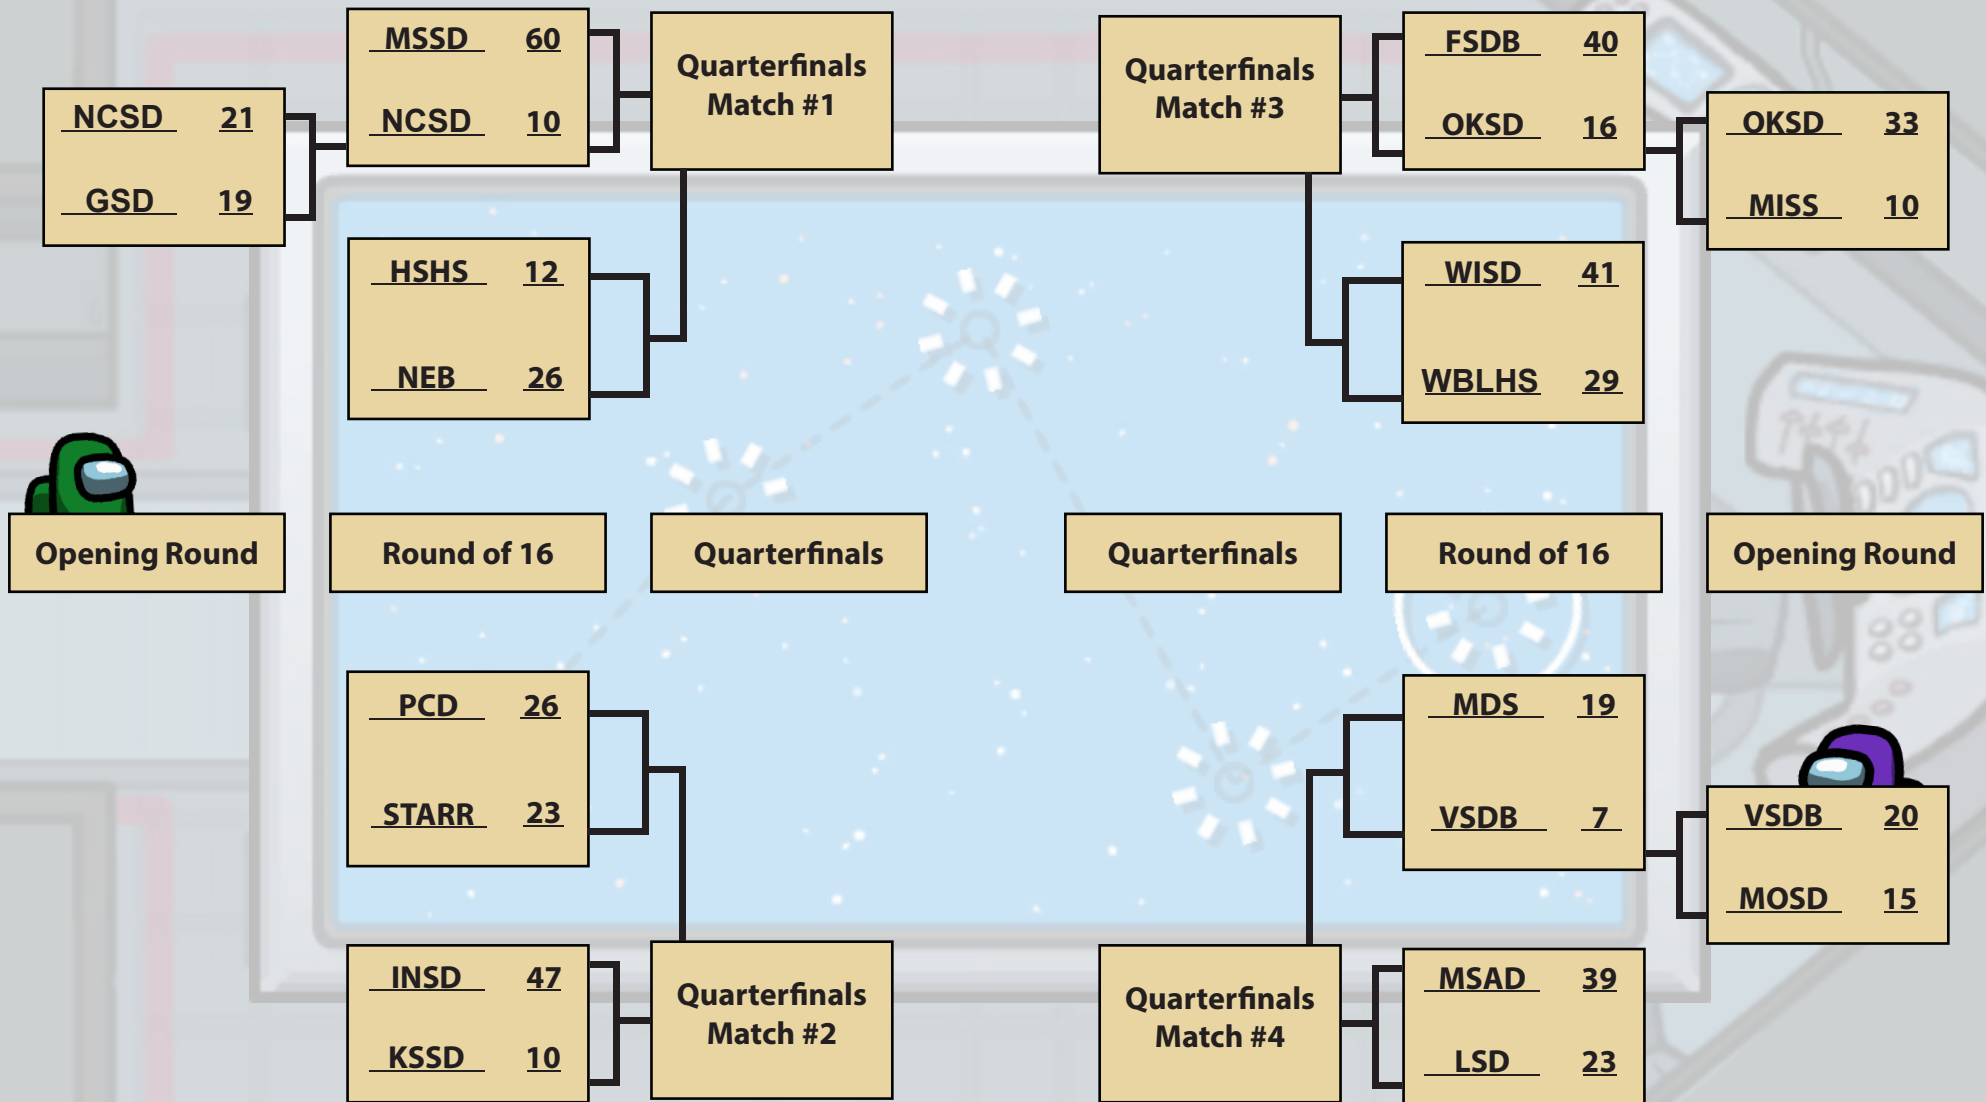 MSSD 60
NCSD 10
Quarterfinals
Match #1
Quarterfinals
Match #3
FSDB 40
OKSD 16
NCSD 21
GSD 19
OKSD 33
MISS 10
HSHS 12
NEB 26
WISD 41
WBLHS 29
Opening Round
Round of 16
Quarterfinals
Quarterfinals
Round of 16
Opening Round
PCD 26
STARR 23
MDS 19
VSDB 7
VSDB 20
MOSD 15
INSD 47
KSSD 10
Quarterfinals
Match #2
Quarterfinals
Match #4
MSAD 39
LSD 23